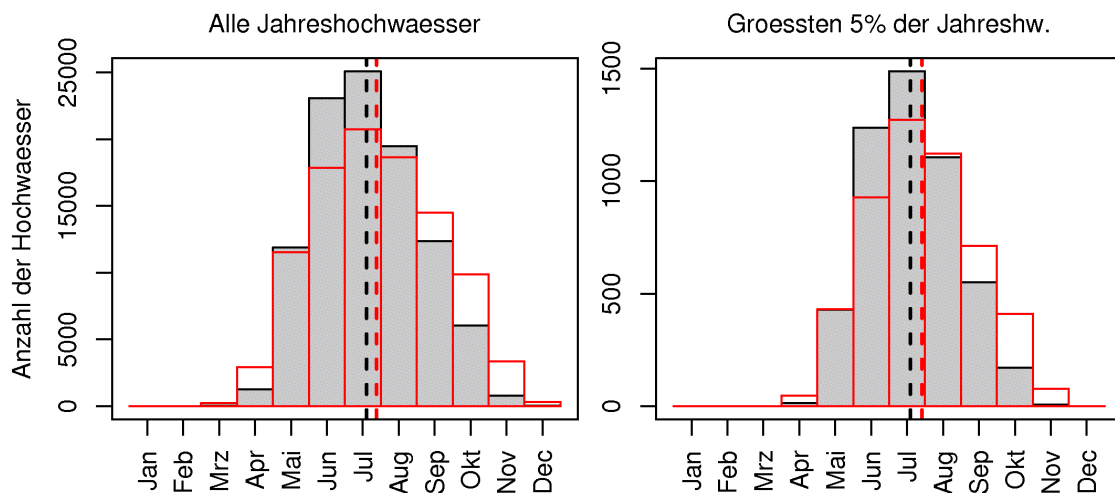 Alle Jahreshochwaesser
Groessten 5% der Jahreshw.
Anzahl der Hochwaesser
25000
15000
5000
0
Jan Feb Mrz Apr Mai Jun Jul Aug Sep Okt Nov Dec
1500
1000
500
0
Jan Feb Mrz Apr Mai Jun Jul Aug Sep Okt Nov Dec